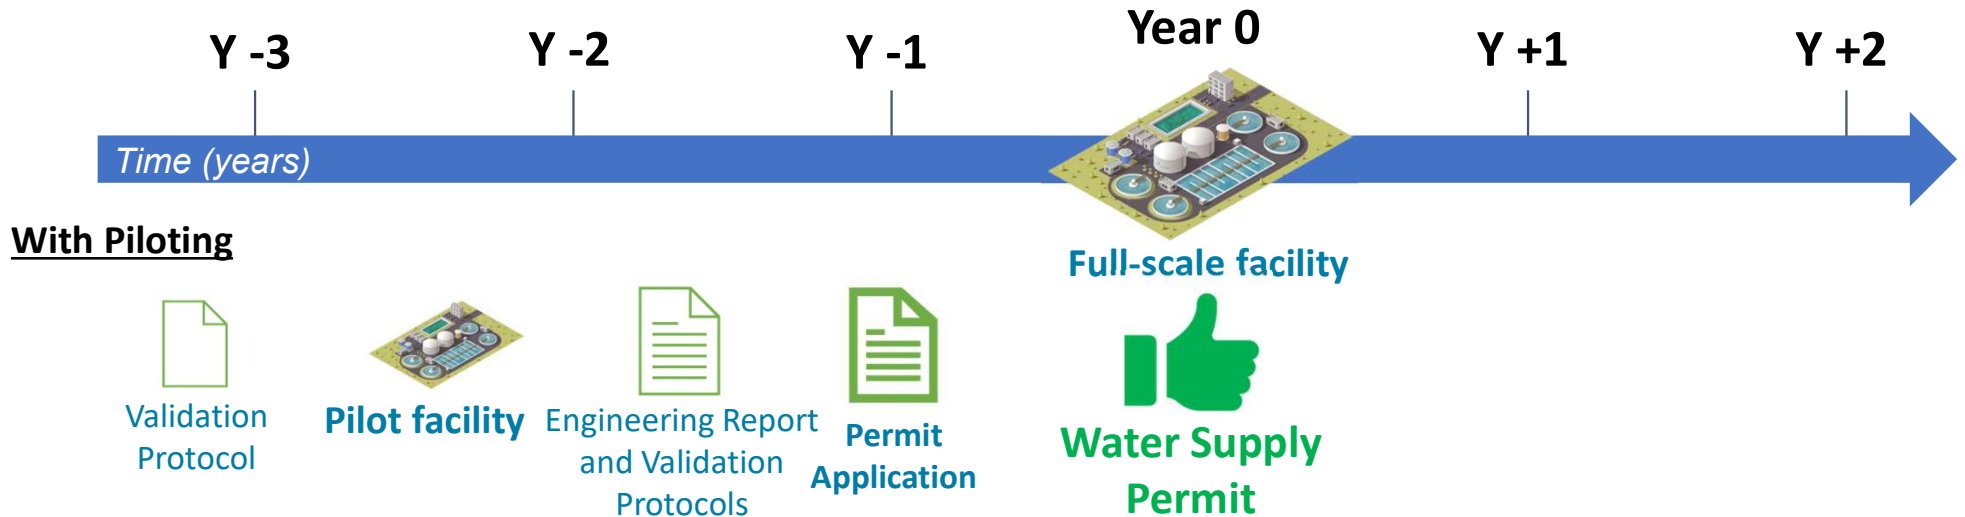 Y -3
Y -2
Y -1
Year 0
Y +1
Y +2
Time (years)
With Piloting
Full-scale facility
Validation
Protocol
Pilot facility
Engineering Report
and Validation
Protocols
Permit
Application
Water Supply
Permit